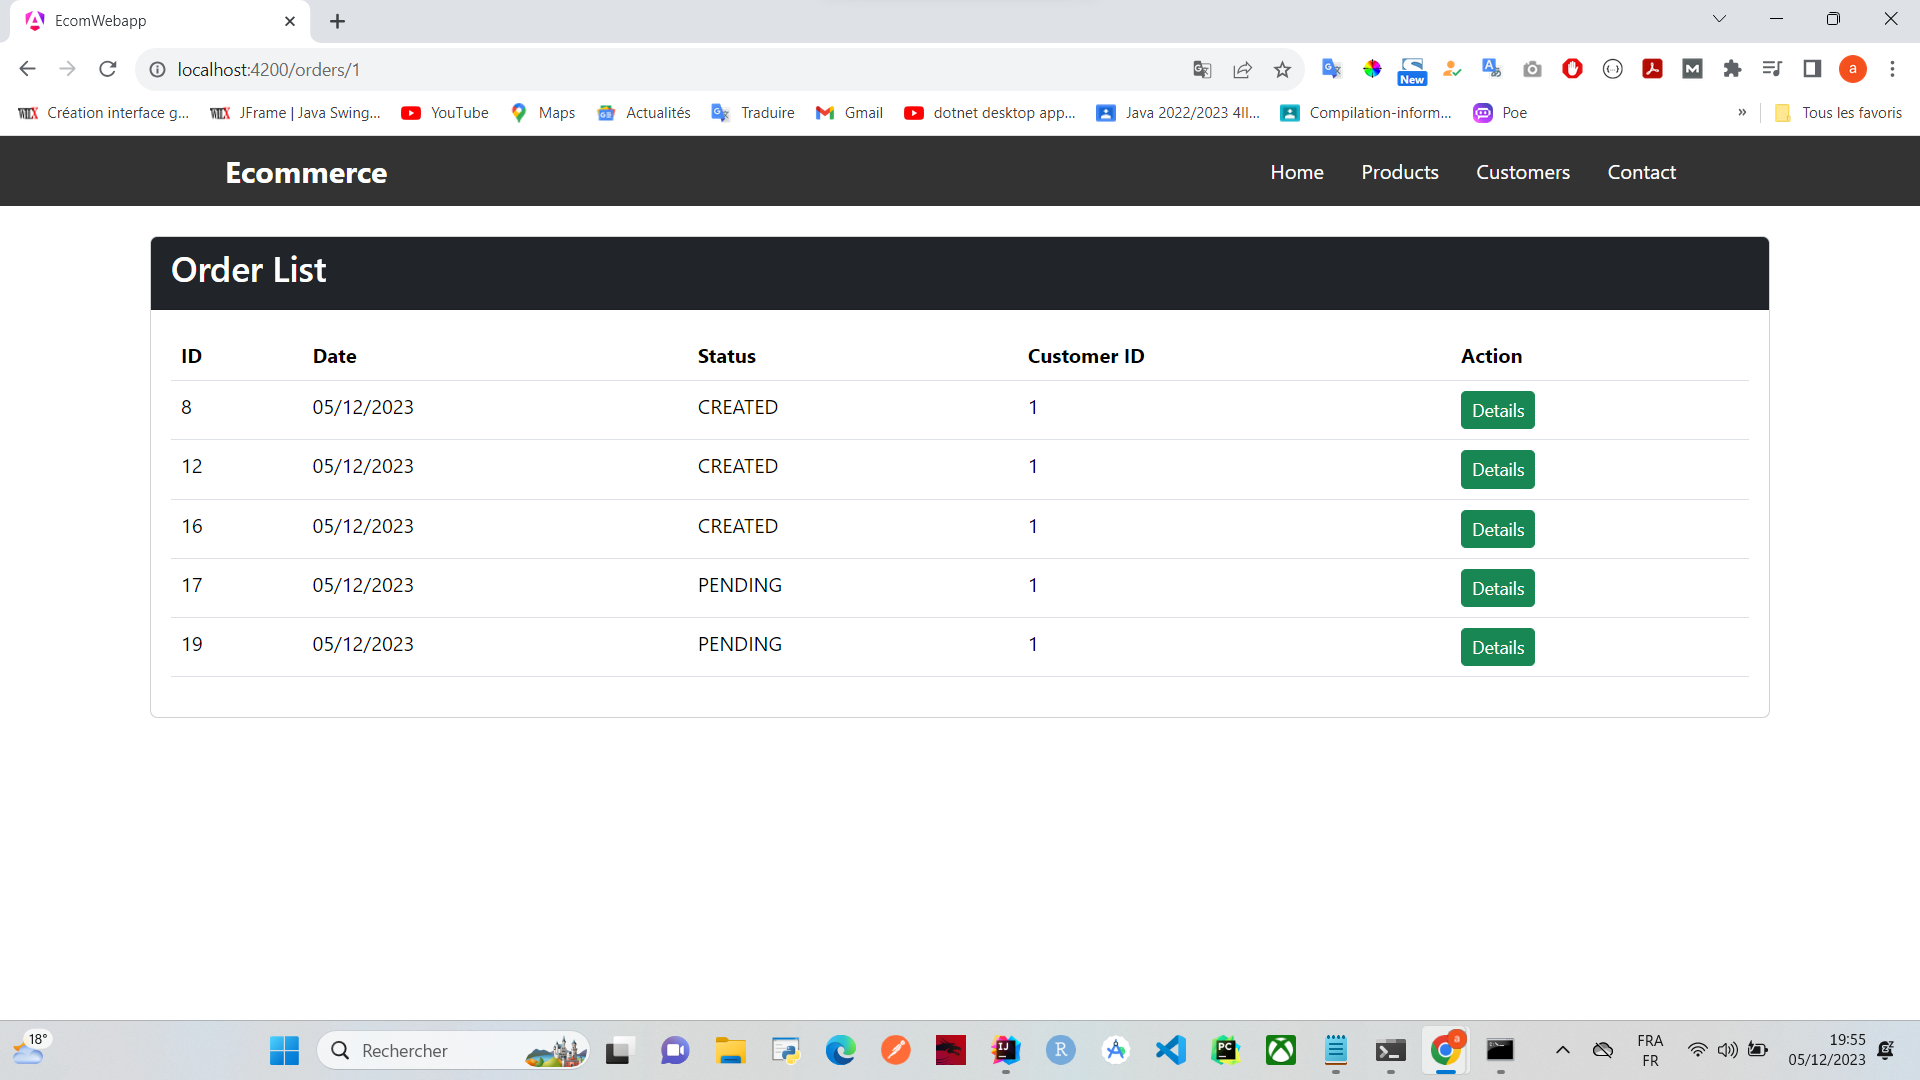 EcomWebapp
localhost:4200/orders/1
New
a
Création interface g...
JFrame | Java Swing...
YouTube
Maps
Actualités
Traduire
Gmail
dotnet desktop app...
Java 2022/2023 4II...
Compilation-inform...
Poe
»
Tous les favoris
Ecommerce
Home Products Customers Contact
Order List
ID Date Status Customer ID Action
8 05/12/2023 CREATED 1 Details
12 05/12/2023 CREATED 1 Details
16 05/12/2023 CREATED 1 Details
17 05/12/2023 PENDING 1 Details
19 05/12/2023 PENDING 1 Details
18°
Rechercher
FRA
FR
19:55
05/12/2023